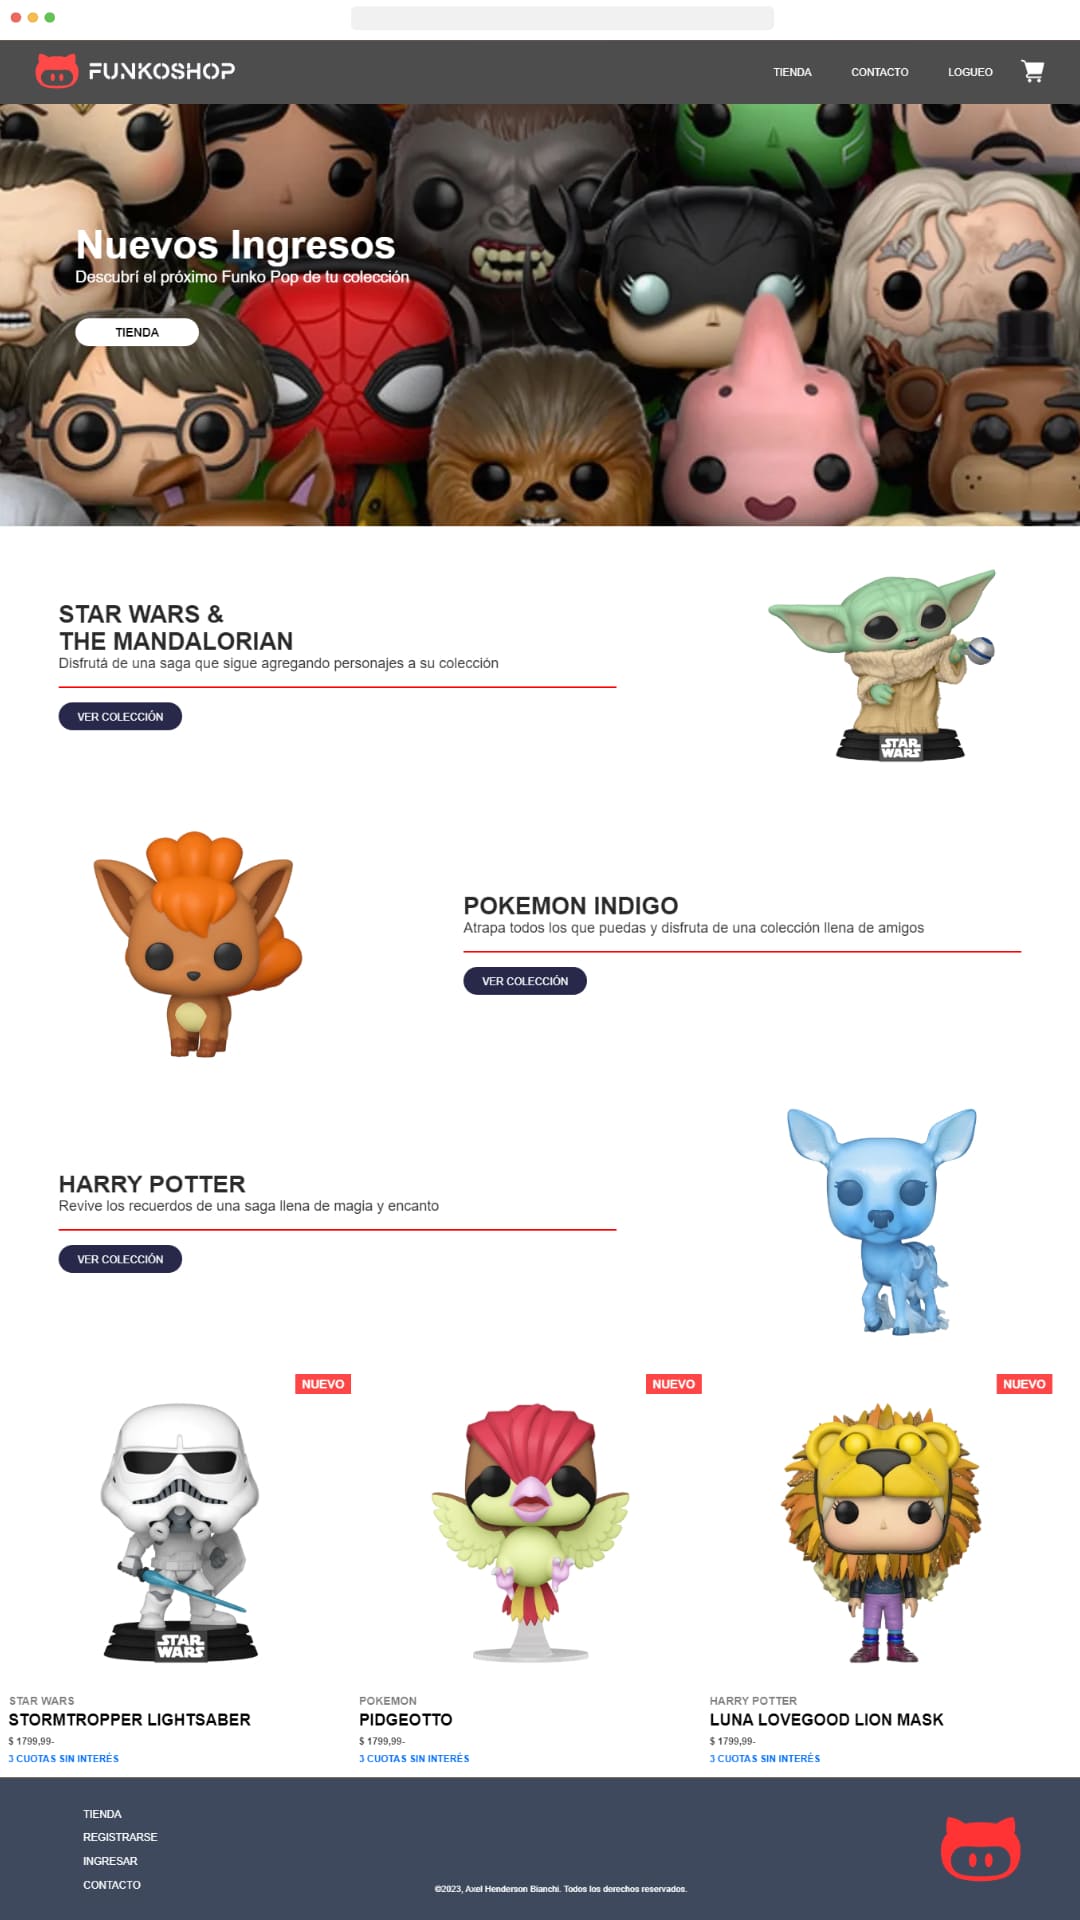 FUNKOSHOP
TIENDA
CONTACTO
LOGUEO
Nuevos Ingresos
Descubrí el próximo Funko Pop de tu colección
TIENDA
STAR WARS &
THE MANDALORIAN
Disfrutá de una saga que sigue agregando personajes a su colección
VER COLECCIÓN
STAR
WARS
POKEMON INDIGO
Atrapa todos los que puedas y disfruta de una colección llena de amigos
VER COLECCIÓN
HARRY POTTER
Revive los recuerdos de una saga llena de magia y encanto
VER COLECCIÓN
NUEVO
NUEVO
NUEVO
STAR
WARS
STAR WARS
STORMTROPPER LIGHTSABER
$ 1799,99-
3 CUOTAS SIN INTERÉS
POKEMON
PIDGEOTTO
$ 1799,99-
3 CUOTAS SIN INTERÉS
HARRY POTTER
LUNA LOVEGOOD LION MASK
$ 1799,99-
3 CUOTAS SIN INTERÉS
TIENDA
REGISTRARSE
INGRESAR
CONTACTO
©2023, Axel Henderson Bianchi. Todos los derechos reservados.